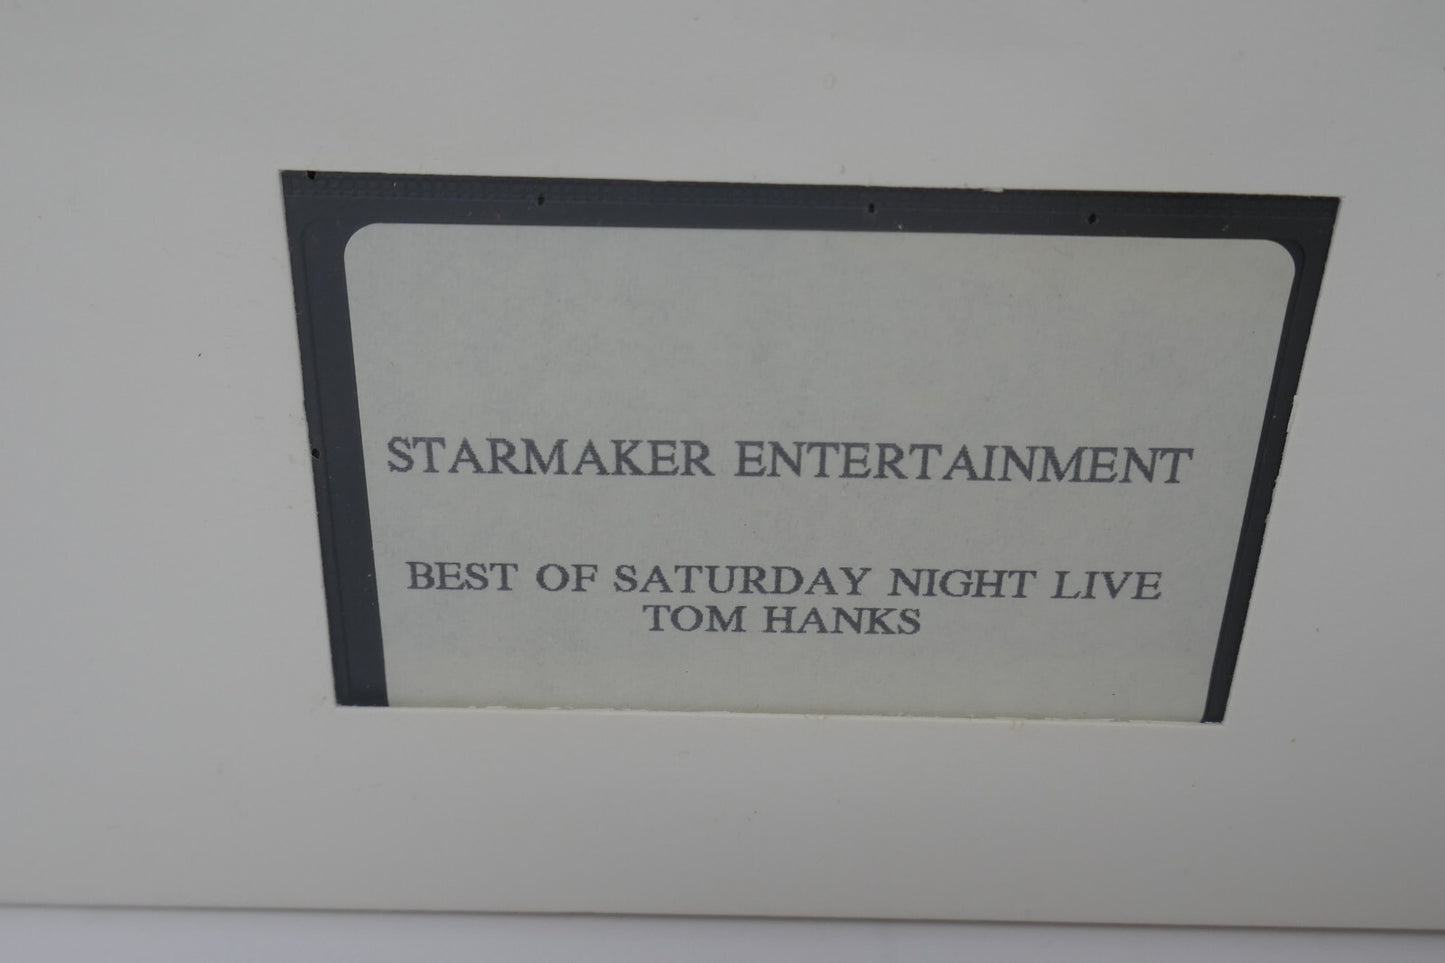 STARMAKER ENTERTAINMENT
BEST OF SATURDAY NIGHT LIVE
TOM HANKS